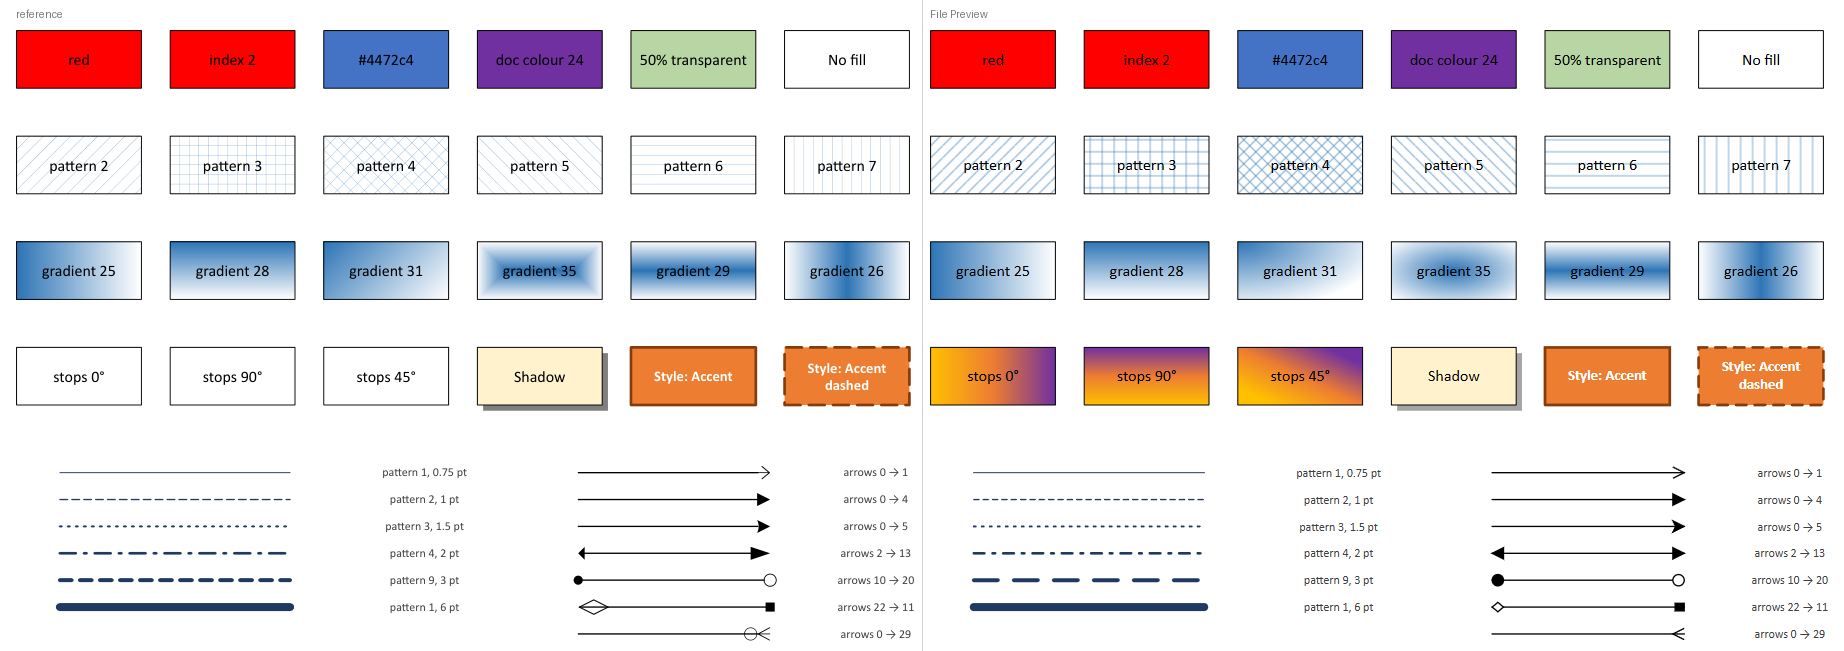 reference
File Preview
red
index 2
#4472c4
doc colour 24
50% transparent
No fill
red
index 2
#4472c4
doc colour 24
50% transparent
No fill
pattern 2
pattern 3
pattern 4
pattern 5
pattern 6
pattern 7
pattern 2
pattern 3
pattern 4
pattern 5
pattern 6
pattern 7
gradient 25
gradient 28
gradient 31
gradient 35
gradient 29
gradient 26
gradient 25
gradient 28
gradient 31
gradient 35
gradient 29
gradient 26
stops 0°
stops 90°
stops 45°
Shadow
Style: Accent
Style: Accent
dashed
stops 0°
stops 90°
stops 45°
Shadow
Style: Accent
Style: Accent
dashed
pattern 1, 0.75 pt
arrows 0 → 1
pattern 1, 0.75 pt
arrows 0 → 1
pattern 2, 1 pt
arrows 0 → 4
pattern 2, 1 pt
arrows 0 → 4
pattern 3, 1.5 pt
arrows 0 → 5
pattern 3, 1.5 pt
arrows 0 → 5
pattern 4, 2 pt
arrows 2 → 13
pattern 4, 2 pt
arrows 2 → 13
pattern 9, 3 pt
arrows 10 → 20
pattern 9, 3 pt
arrows 10 → 20
pattern 1, 6 pt
arrows 22 → 11
pattern 1, 6 pt
arrows 22 → 11
arrows 0 → 29
arrows 0 → 29